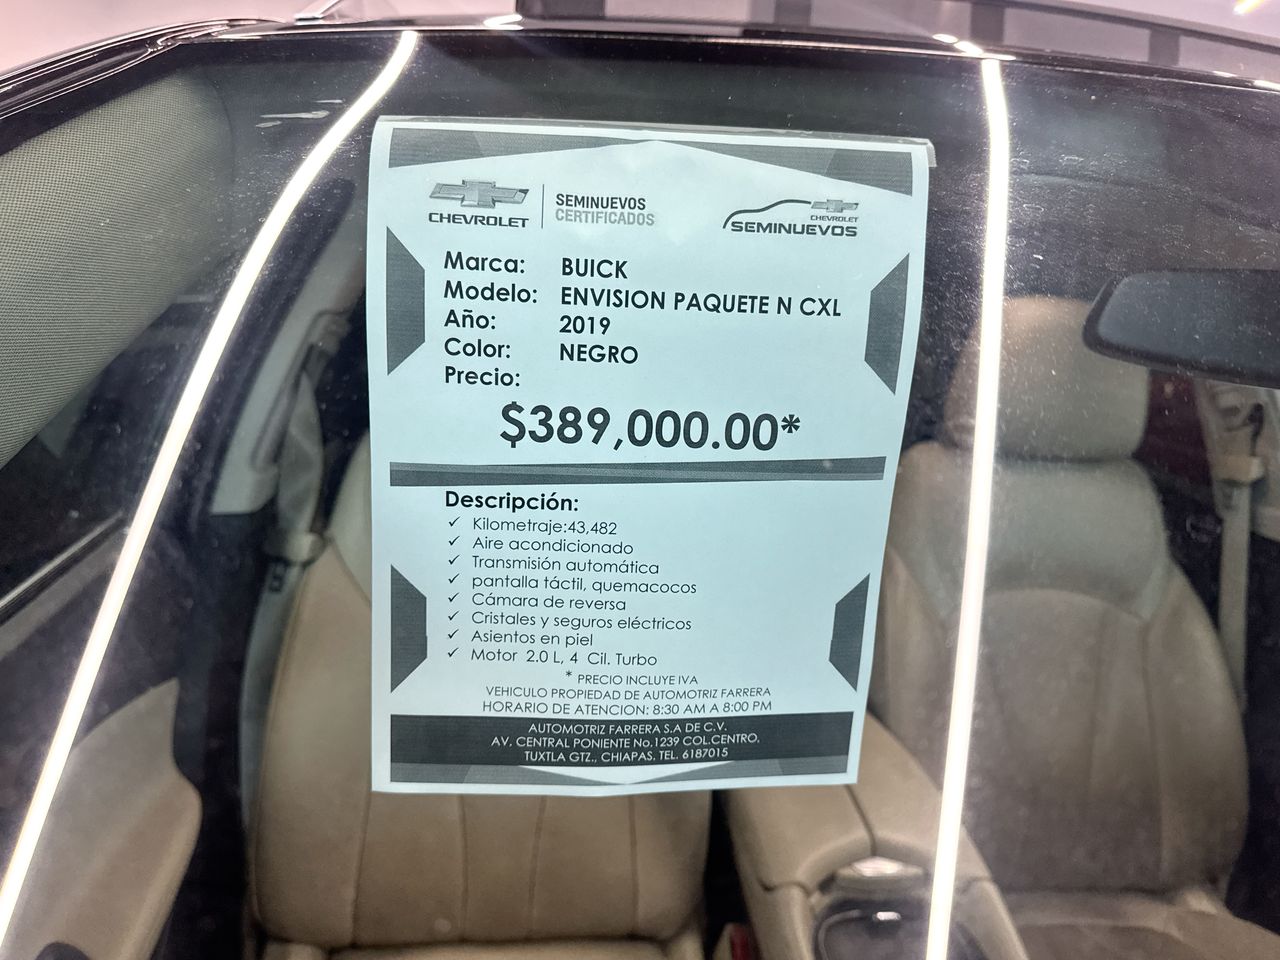 CHEVROLET
SEMINUEVOS
CERTIFICADOS
CHEVROLET
SEMINUEVOS
Marca: BUICK
Modelo: ENVISION PAQUETE N CXL
Año: 2019
Color: NEGRO
Precio:
$389,000.00*
Descripción:
✓ Kilometraje:43,482
✓ Aire acondicionado
✓ Transmisión automática
✓ pantalla táctil, quemacocos
✓ Cámara de reversa
✓ Cristales y seguros eléctricos
✓ Asientos en piel
✓ Motor 2.0 L, 4 Cil. Turbo
* PRECIO INCLUYE IVA
VEHICULO PROPIEDAD DE AUTOMOTRIZ FARRERA
HORARIO DE ATENCION: 8:30 AM A 8:00 PM
AUTOMOTRIZ FARRERA S.A DE C.V.
AV. CENTRAL PONIENTE No.1239 COL.CENTRO.
TUXTLA GTZ., CHIAPAS. TEL. 6187015